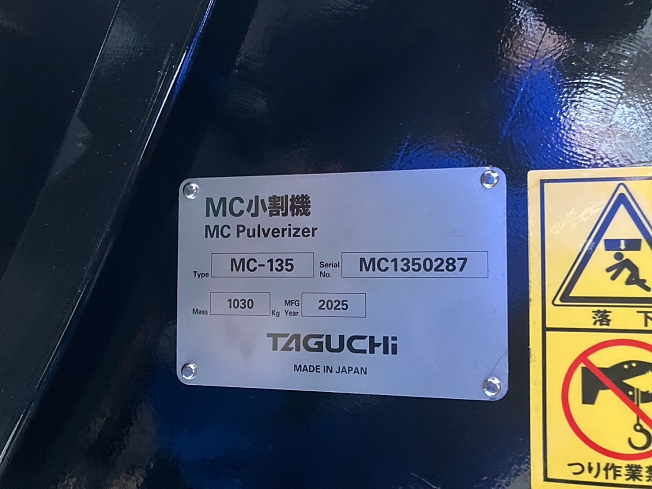 MC小割機
MC Pulverizer
Type MC-135 Serial No. MC1350287
Mass 1030 Kg MFG Year 2025
TAGUCHi
MADE IN JAPAN
落下
つり作業禁